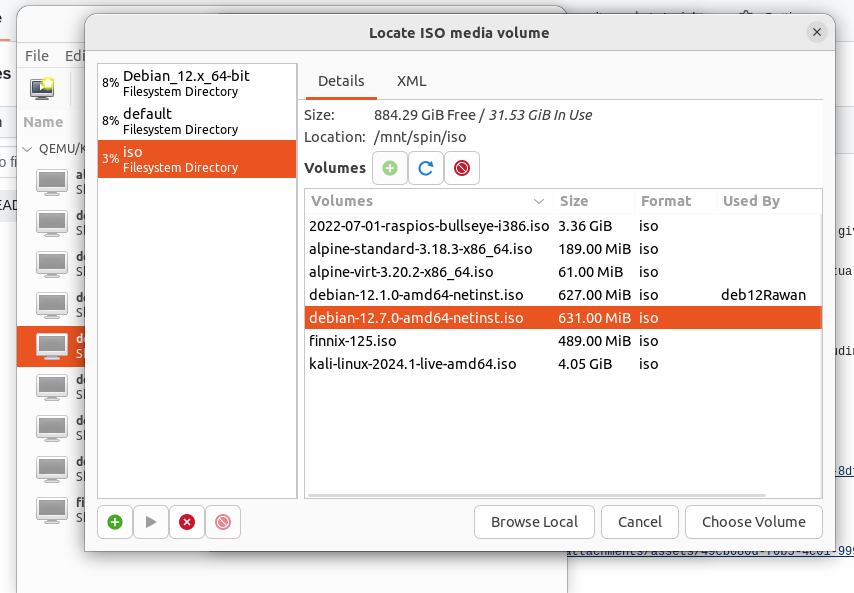 Locate ISO media volume
File Edi
Name
QEMU/K
8% Debian_12.x_64-bit
Filesystem Directory
8% default
Filesystem Directory
3% iso
Filesystem Directory
Details XML
Size: 884.29 GiB Free / 31.53 GiB In Use
Location: /mnt/spin/iso
Volumes
Volumes Size Format Used By
2022-07-01-raspios-bullseye-i386.iso 3.36 GiB iso
alpine-standard-3.18.3-x86_64.iso 189.00 MiB iso
alpine-virt-3.20.2-x86_64.iso 61.00 MiB iso
debian-12.1.0-amd64-netinst.iso 627.00 MiB iso deb12Rawan
debian-12.7.0-amd64-netinst.iso 631.00 MiB iso
finnix-125.iso 489.00 MiB iso
kali-linux-2024.1-live-amd64.iso 4.05 GiB iso
Browse Local Cancel Choose Volume